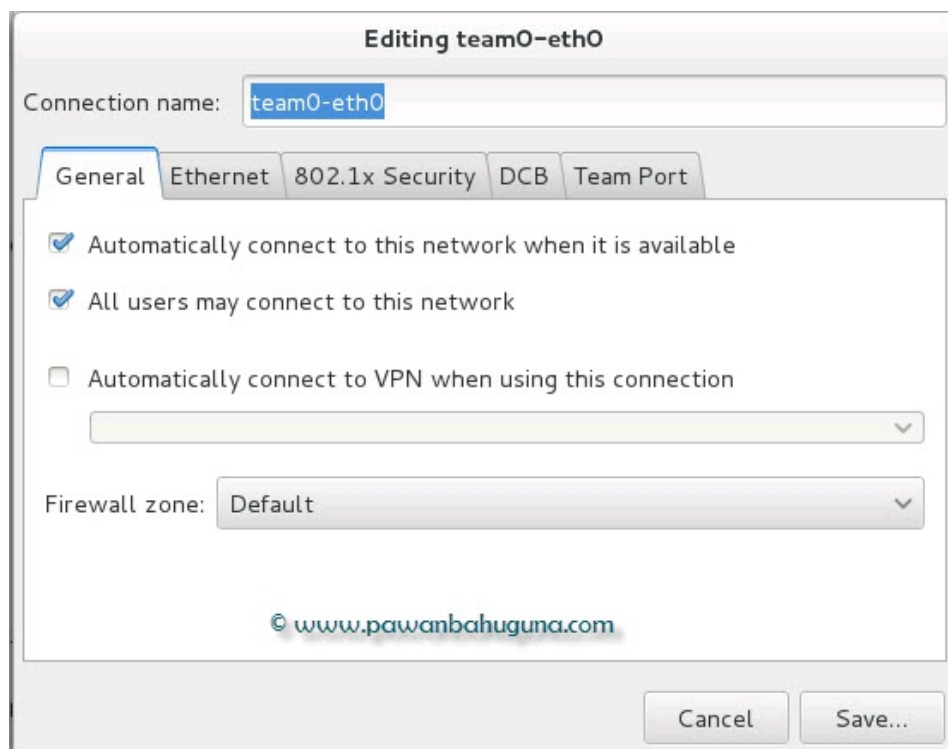 Editing team0-eth0
Connection name: team0-eth0
General Ethernet 802.1x Security DCB Team Port
Automatically connect to this network when it is available
All users may connect to this network
Automatically connect to VPN when using this connection
Firewall zone: Default
© www.pawanbahuguna.com
Cancel Save...